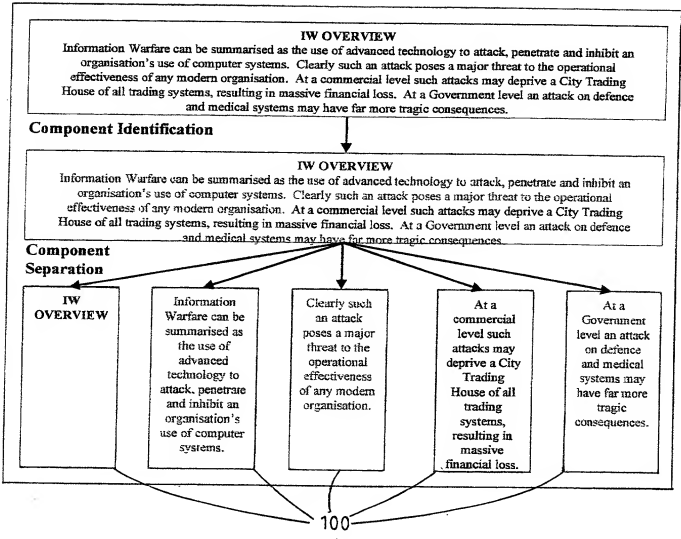 IW OVERVIEW
Information Warfare can be summarised as the use of advanced technology to attack, penetrate and inhibit an
organisation's use of computer systems. Clearly such an attack poses a major threat to the operational
effectiveness of any modern organisation. At a commercial level such attacks may deprive a City Trading
House of all trading systems, resulting in massive financial loss. At a Government level an attack on defence
and medical systems may have far more tragic consequences.
Component Identification
IW OVERVIEW
Information Warfare can be summarised as the use of advanced technology to attack, penetrate and inhibit an
organisation's use of computer systems. Clearly such an attack poses a major threat to the operational
effectiveness of any modern organisation. At a commercial level such attacks may deprive a City Trading
House of all trading systems, resulting in massive financial loss. At a Government level an attack on defence
and medical systems may have far more tragic consequences.
Component
Separation
IW
OVERVIEW
Information
Warfare can be
summarised as
the use of
advanced
technology to
attack, penetrate
and inhibit an
organisation's
use of computer
systems.
Clearly such
an attack
poses a major
threat to the
operational
effectiveness
of any modern
organisation.
At a
commercial
level such
attacks may
deprive a City
Trading
House of all
trading
systems,
resulting in
massive
financial loss.
At a
Government
level an attack
on defence
and medical
systems may
have far more
tragic
consequences.
100